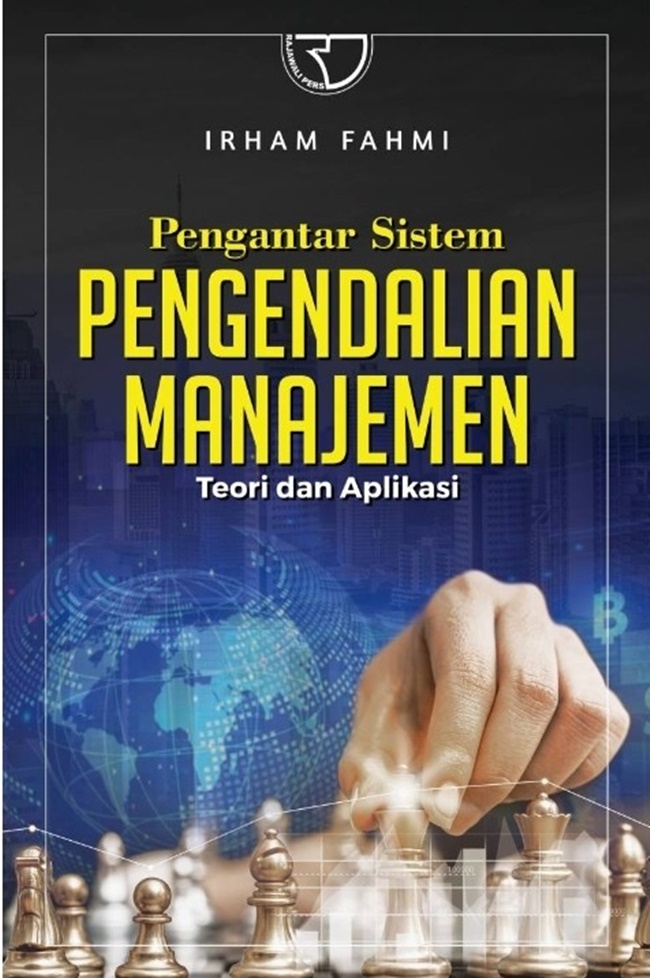 RAJAWALI PERS
IRHAM FAHMI
Pengantar Sistem
PENGENDALIAN
MANAJEMEN
Teori dan Aplikasi